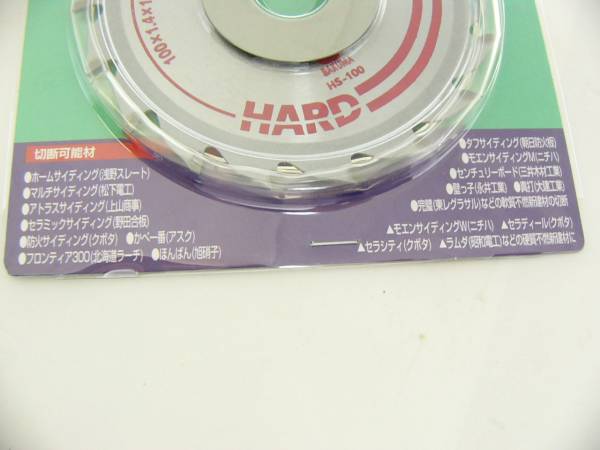 100×1.4×1
BAKUMA
HS-100
HARD
切断可能材
●ホームサイディング(浅野スレート)
●マルチサイディング(松下電工)
●アトラスサイディング(上山商事)
●セラミックサイディング(野田合板)
●防火サイディング(クボタ) ●かべ一番(アスク)
●フロンティア300(北海道ラーチ) ●ほんばん(旭硝子)
●タフサイディング(朝日防火板)
●モエンサイディングM(ニチハ)
●センチュリーボード(三井木材工業)
●壁っ子(永井工業) ●真打(大建工業)
●完璧(東レグラサル)などの軟質不燃新建材の切断
▲モエンサイディングW(ニチハ) ▲セラディール(クボタ)
▲セラシティ(クボタ) ▲ラムダ(昭和電工)などの硬質不燃新建材に